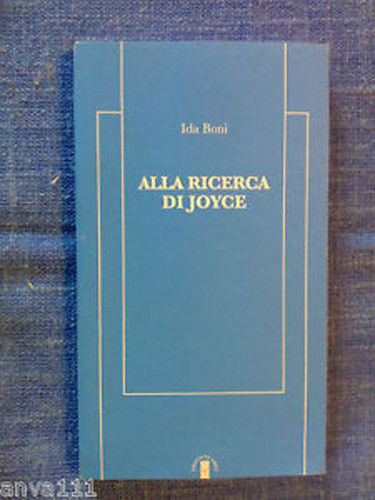 Ida Boni
ALLA RICERCA
DI JOYCE
anva111